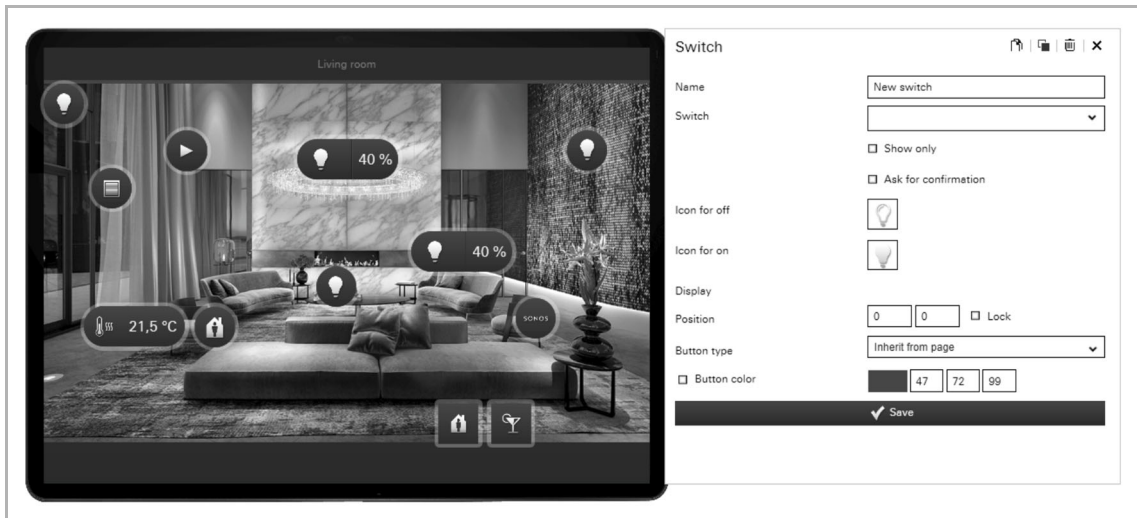 Living room
40 %
40 %
21,5 °C
SONOS
Switch
Name
New switch
Switch
Show only
Ask for confirmation
Icon for off
Icon for on
Display
Position
0 0 Lock
Button type
Inherit from page
Button color
47 72 99
Save